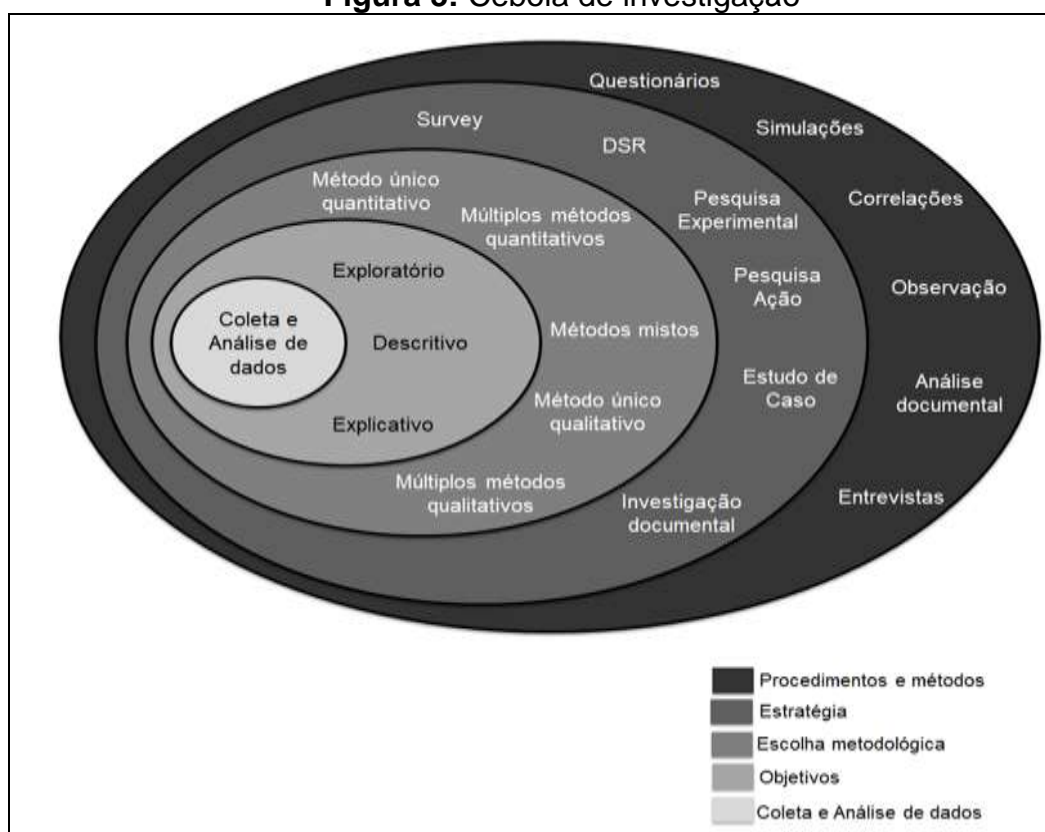 Figura 3: Cebola de investigação
Questionários
Survey
Simulações
DSR
Método único
quantitativo
Pesquisa
Experimental
Correlações
Múltiplos métodos
quantitativos
Exploratório
Pesquisa
Ação
Observação
Coleta e
Análise de
dados
Descritivo
Métodos mistos
Estudo de
Caso
Análise
documental
Método único
qualitativo
Explicativo
Múltiplos métodos
qualitativos
Investigação
documental
Entrevistas
Procedimentos e métodos
Estratégia
Escolha metodológica
Objetivos
Coleta e Análise de dados